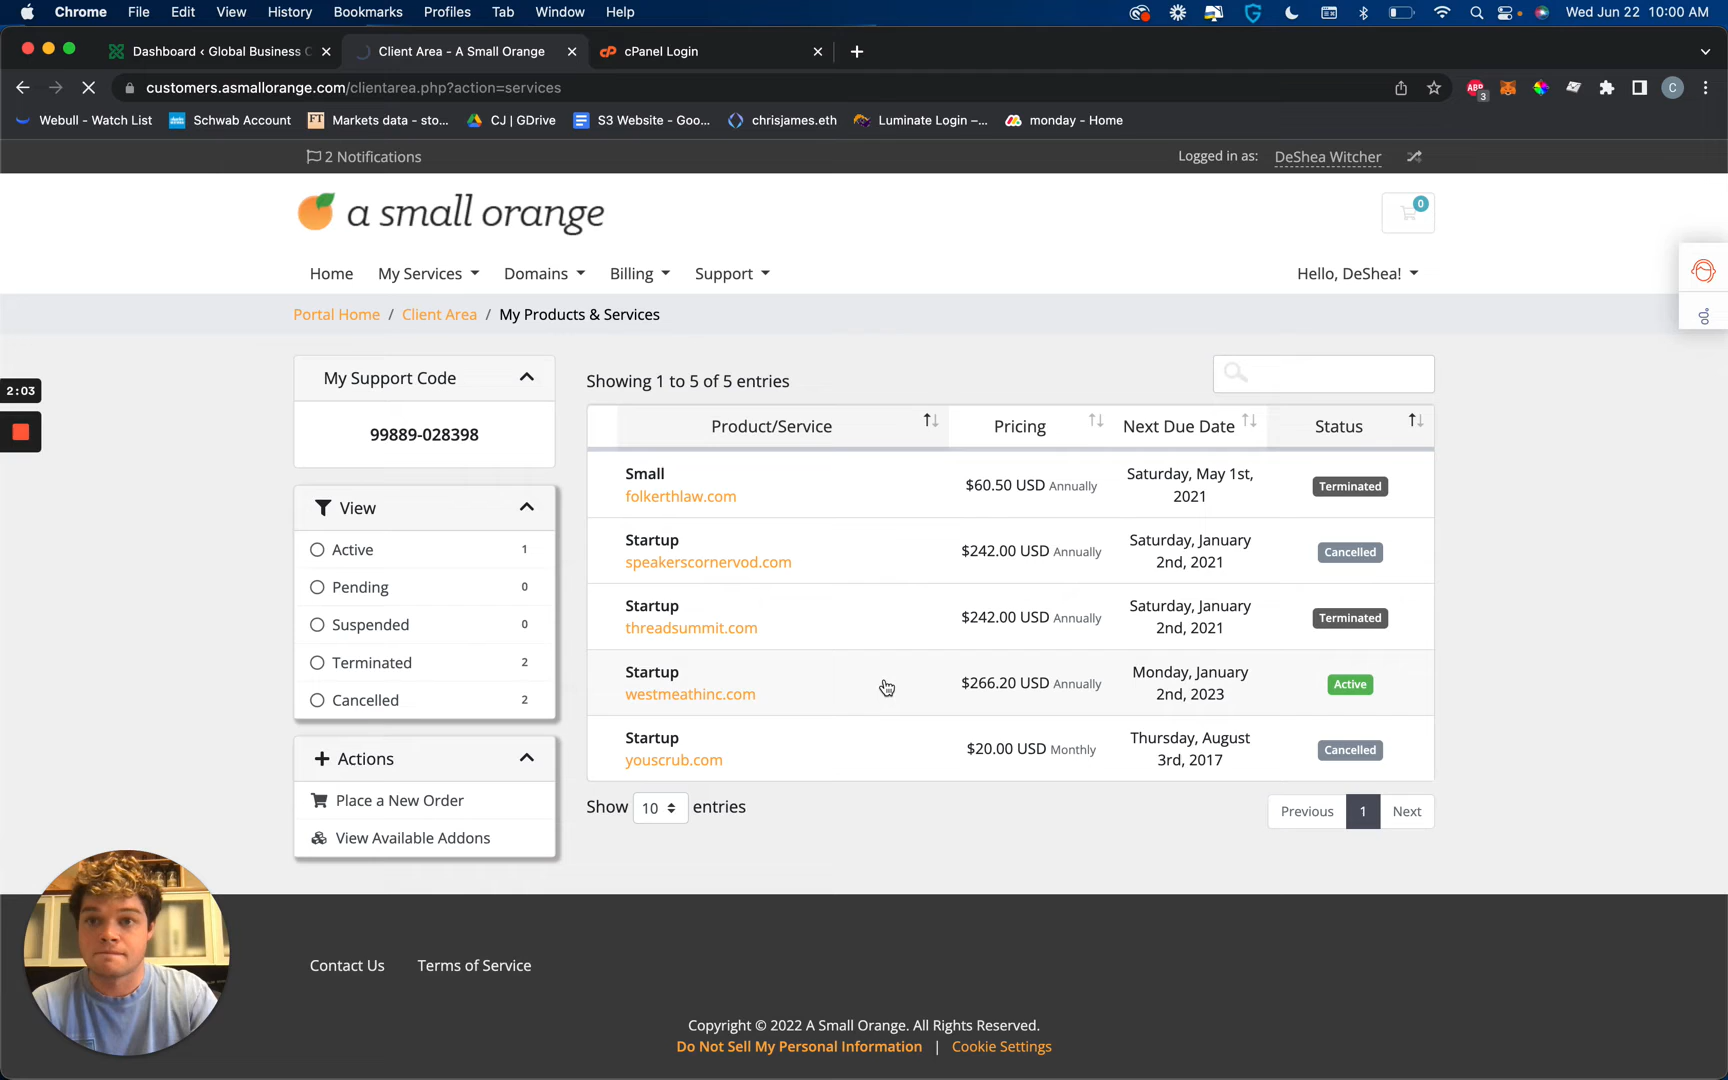 Chrome File Edit View History Bookmarks Profiles Tab Window Help Wed Jun 22 10:00 AM
Dashboard ‹ Global Business C Client Area - A Small Orange cPanel Login
customers.asmallorange.com/clientarea.php?action=services
Webull - Watch List Schwab Account Markets data - sto... CJ | GDrive S3 Website - Goo... chrisjames.eth Luminate Login –... monday - Home
2 Notifications Logged in as: DeShea Witcher
a small orange 0
Home My Services Domains Billing Support Hello, DeShea!
Portal Home / Client Area / My Products & Services
My Support Code
99889-028398
2:03
View
Active 1
Pending 0
Suspended 0
Terminated 2
Cancelled 2
Actions
Place a New Order
View Available Addons
Showing 1 to 5 of 5 entries
Product/Service Pricing Next Due Date Status
Small
folkerthlaw.com $60.50 USD Annually Saturday, May 1st, 2021 Terminated
Startup
speakerscornervod.com $242.00 USD Annually Saturday, January 2nd, 2021 Cancelled
Startup
threadsummit.com $242.00 USD Annually Saturday, January 2nd, 2021 Terminated
Startup
westmeathinc.com $266.20 USD Annually Monday, January 2nd, 2023 Active
Startup
youscrub.com $20.00 USD Monthly Thursday, August 3rd, 2017 Cancelled
Show 10 entries Previous 1 Next
Contact Us Terms of Service
Copyright © 2022 A Small Orange. All Rights Reserved.
Do Not Sell My Personal Information | Cookie Settings